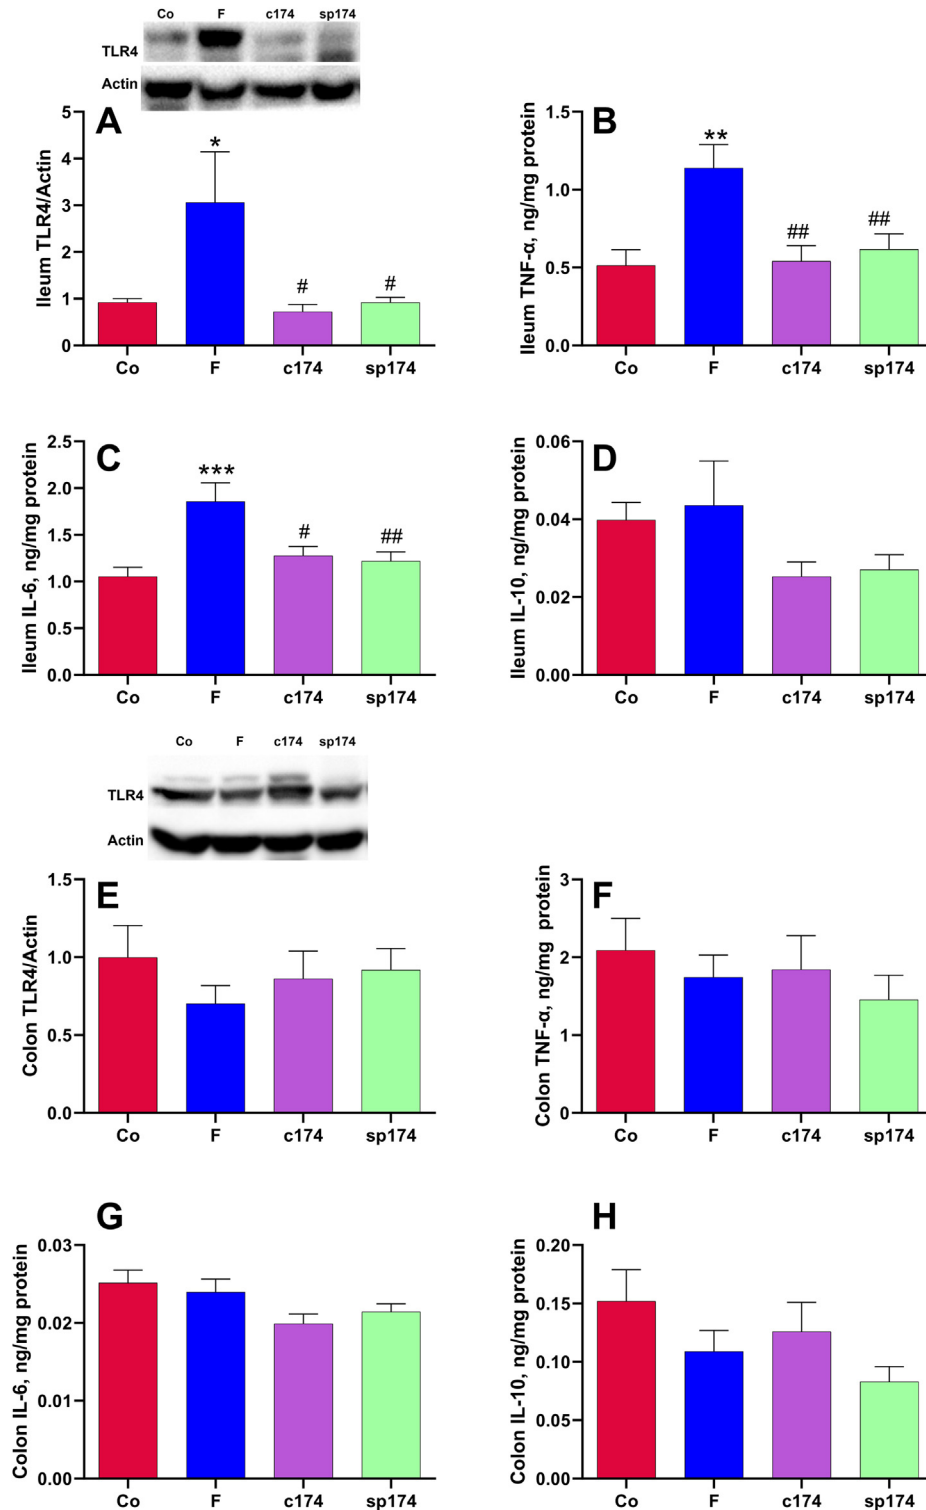 Co F c174 sp174
TLR4
Actin
A
Ileum TLR4/Actin
5
4
3
2
1
0
*
#
#
Co F c174 sp174
B
Ileum TNF-α, ng/mg protein
1.5
1.0
0.5
0.0
**
##
##
Co F c174 sp174
C
Ileum IL-6, ng/mg protein
2.5
2.0
1.5
1.0
0.5
0.0
***
#
##
Co F c174 sp174
D
Ileum IL-10, ng/mg protein
0.06
0.04
0.02
0.00
Co F c174 sp174
Co F c174 sp174
TLR4
Actin
E
Colon TLR4/Actin
1.5
1.0
0.5
0.0
Co F c174 sp174
F
Colon TNF-α, ng/mg protein
3
2
1
0
Co F c174 sp174
G
Colon IL-6, ng/mg protein
0.03
0.02
0.01
0.00
Co F c174 sp174
H
Colon IL-10, ng/mg protein
0.20
0.15
0.10
0.05
0.00
Co F c174 sp174